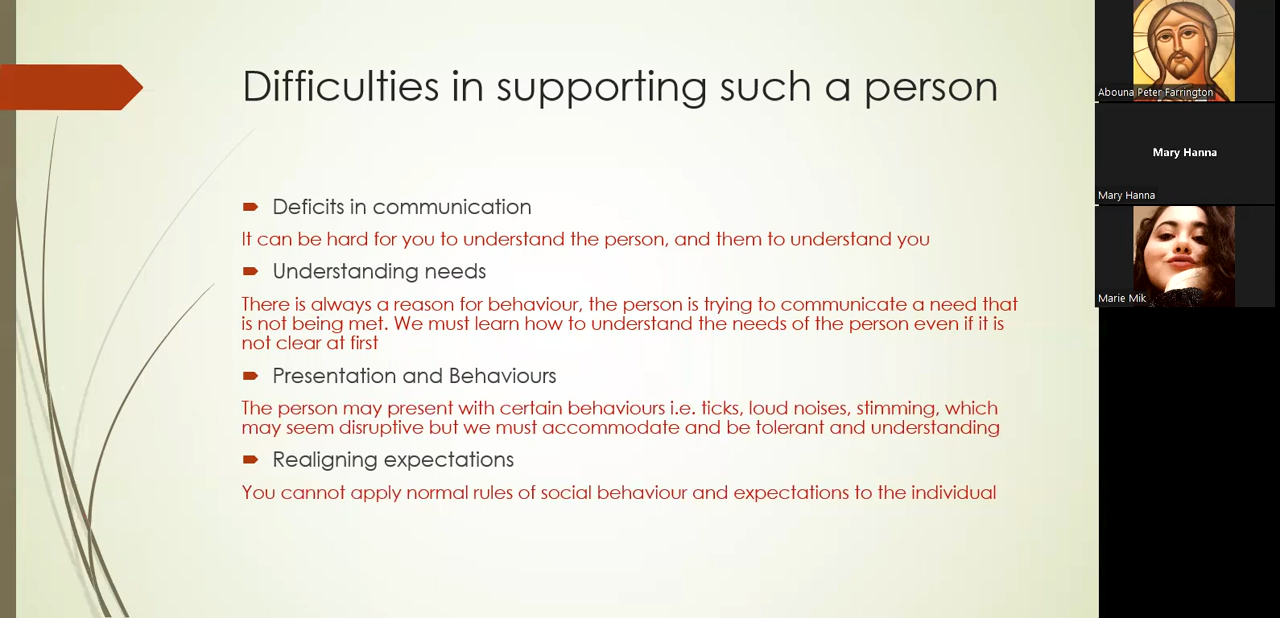 Difficulties in supporting such a person
Deficits in communication
It can be hard for you to understand the person, and them to understand you
Understanding needs
There is always a reason for behaviour, the person is trying to communicate a need that
is not being met. We must learn how to understand the needs of the person even if it is
not clear at first
Presentation and Behaviours
The person may present with certain behaviours i.e. ticks, loud noises, stimming, which
may seem disruptive but we must accommodate and be tolerant and understanding
Realigning expectations
You cannot apply normal rules of social behaviour and expectations to the individual
Abouna Peter Farrington
Mary Hanna
Mary Hanna
Marie Mik